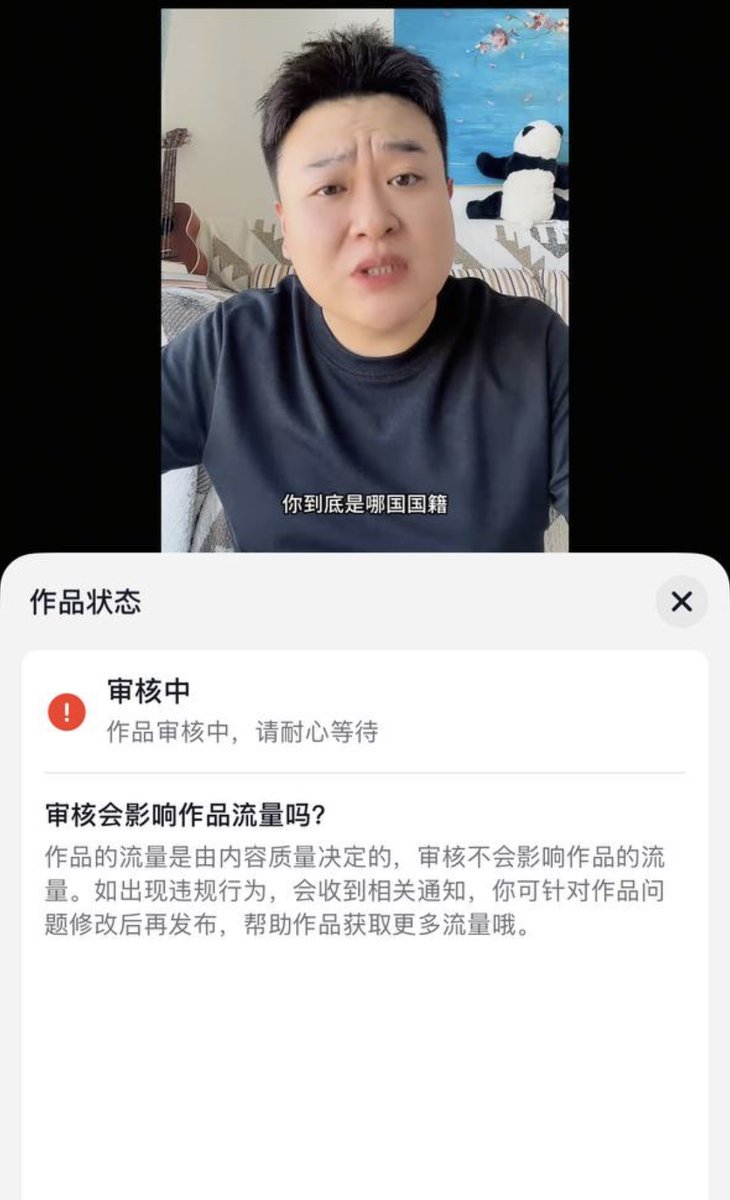 你到底是哪国国籍
作品状态
审核中
作品审核中，请耐心等待
审核会影响作品流量吗?
作品的流量是由内容质量决定的，审核不会影响作品的流
量。如出现违规行为，会收到相关通知，你可针对作品问
题修改后再发布，帮助作品获取更多流量哦。